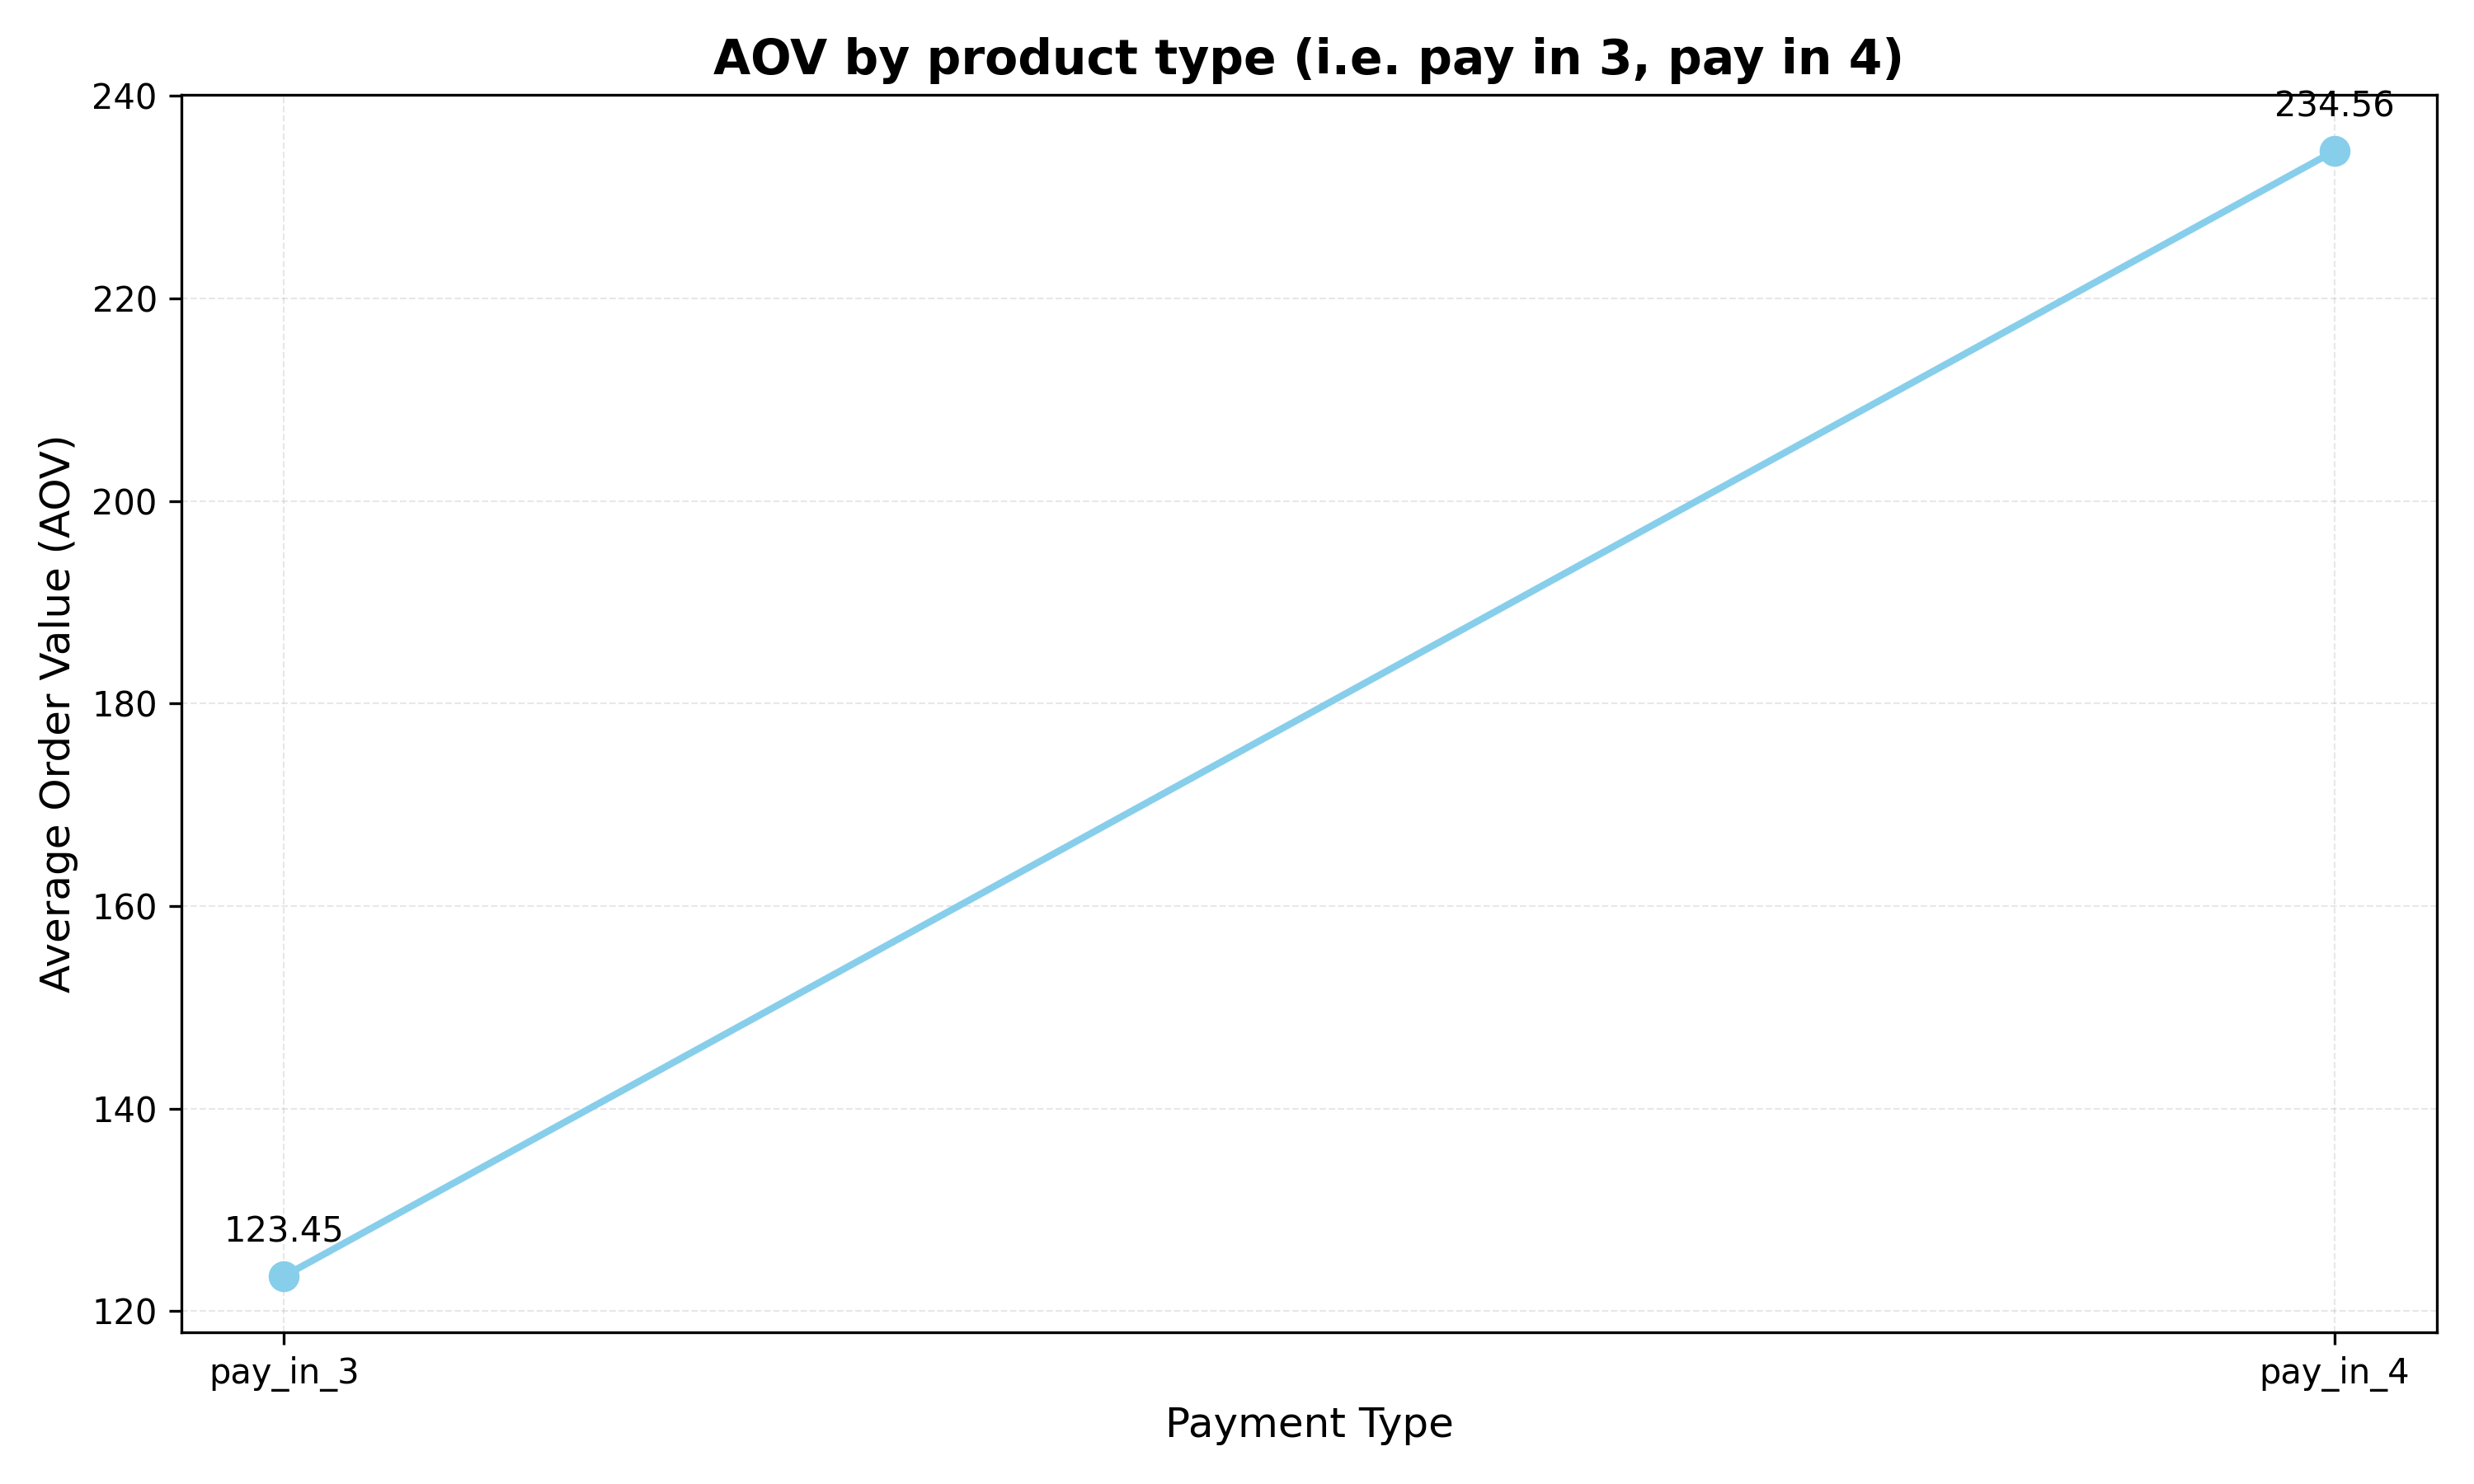 AOV by product type (i.e. pay in 3, pay in 4)
240
234.56
220
200
180
160
140
123.45
120
Average Order Value (AOV)
pay_in_3
pay_in_4
Payment Type